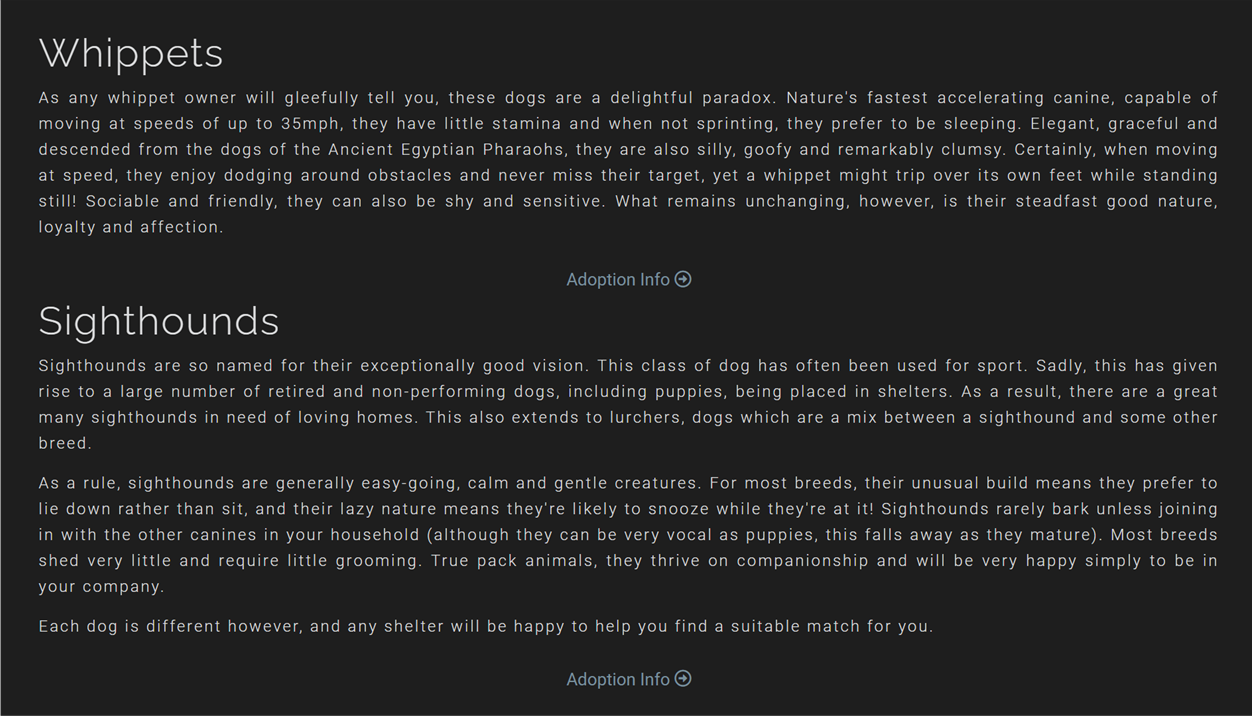 Whippets
As any whippet owner will gleefully tell you, these dogs are a delightful paradox. Nature's fastest accelerating canine, capable of
moving at speeds of up to 35mph, they have little stamina and when not sprinting, they prefer to be sleeping. Elegant, graceful and
descended from the dogs of the Ancient Egyptian Pharaohs, they are also silly, goofy and remarkably clumsy. Certainly, when moving
at speed, they enjoy dodging around obstacles and never miss their target, yet a whippet might trip over its own feet while standing
still! Sociable and friendly, they can also be shy and sensitive. What remains unchanging, however, is their steadfast good nature,
loyalty and affection.
Adoption Info
Sighthounds
Sighthounds are so named for their exceptionally good vision. This class of dog has often been used for sport. Sadly, this has given
rise to a large number of retired and non-performing dogs, including puppies, being placed in shelters. As a result, there are a great
many sighthounds in need of loving homes. This also extends to lurchers, dogs which are a mix between a sighthound and some other
breed.
As a rule, sighthounds are generally easy-going, calm and gentle creatures. For most breeds, their unusual build means they prefer to
lie down rather than sit, and their lazy nature means they're likely to snooze while they're at it! Sighthounds rarely bark unless joining
in with the other canines in your household (although they can be very vocal as puppies, this falls away as they mature). Most breeds
shed very little and require little grooming. True pack animals, they thrive on companionship and will be very happy simply to be in
your company.
Each dog is different however, and any shelter will be happy to help you find a suitable match for you.
Adoption Info